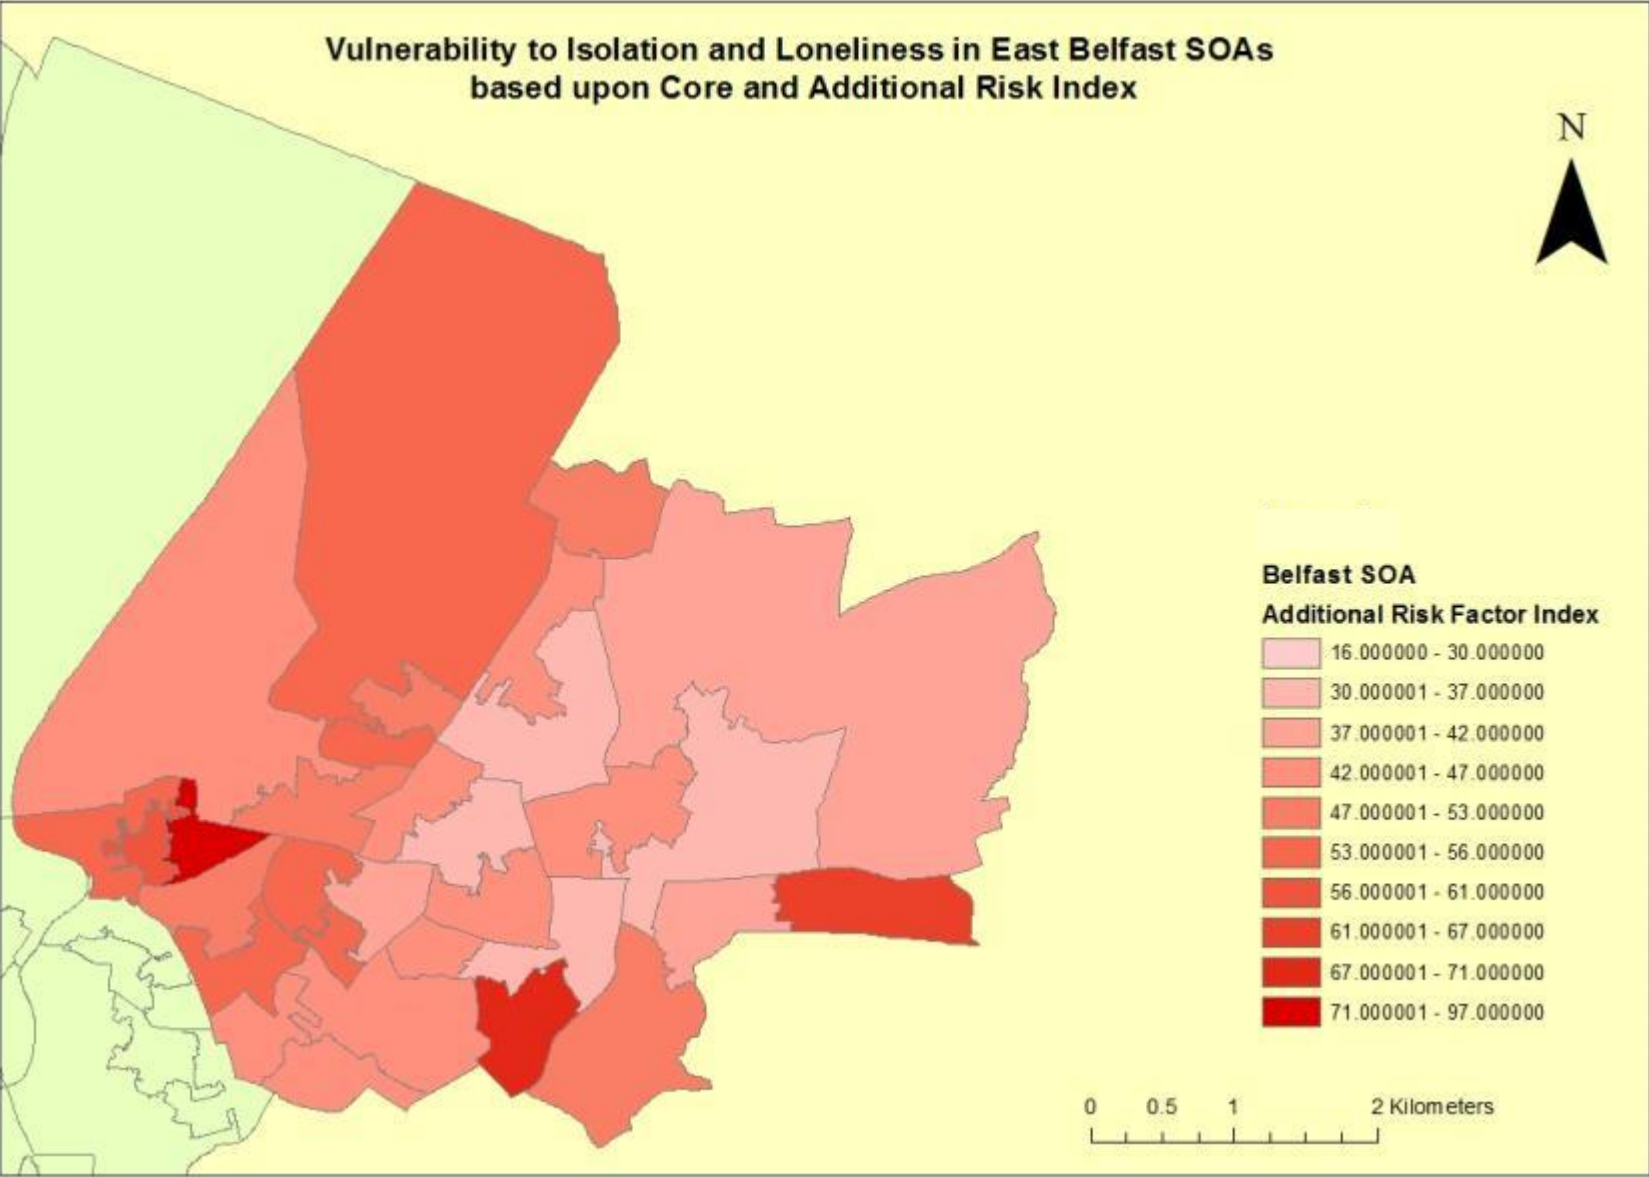 Vulnerability to Isolation and Loneliness in East Belfast SOAs
based upon Core and Additional Risk Index
N
Belfast SOA
Additional Risk Factor Index
16.000000 - 30.000000
30.000001 - 37.000000
37.000001 - 42.000000
42.000001 - 47.000000
47.000001 - 53.000000
53.000001 - 56.000000
56.000001 - 61.000000
61.000001 - 67.000000
67.000001 - 71.000000
71.000001 - 97.000000
0 0.5 1 2 Kilometers